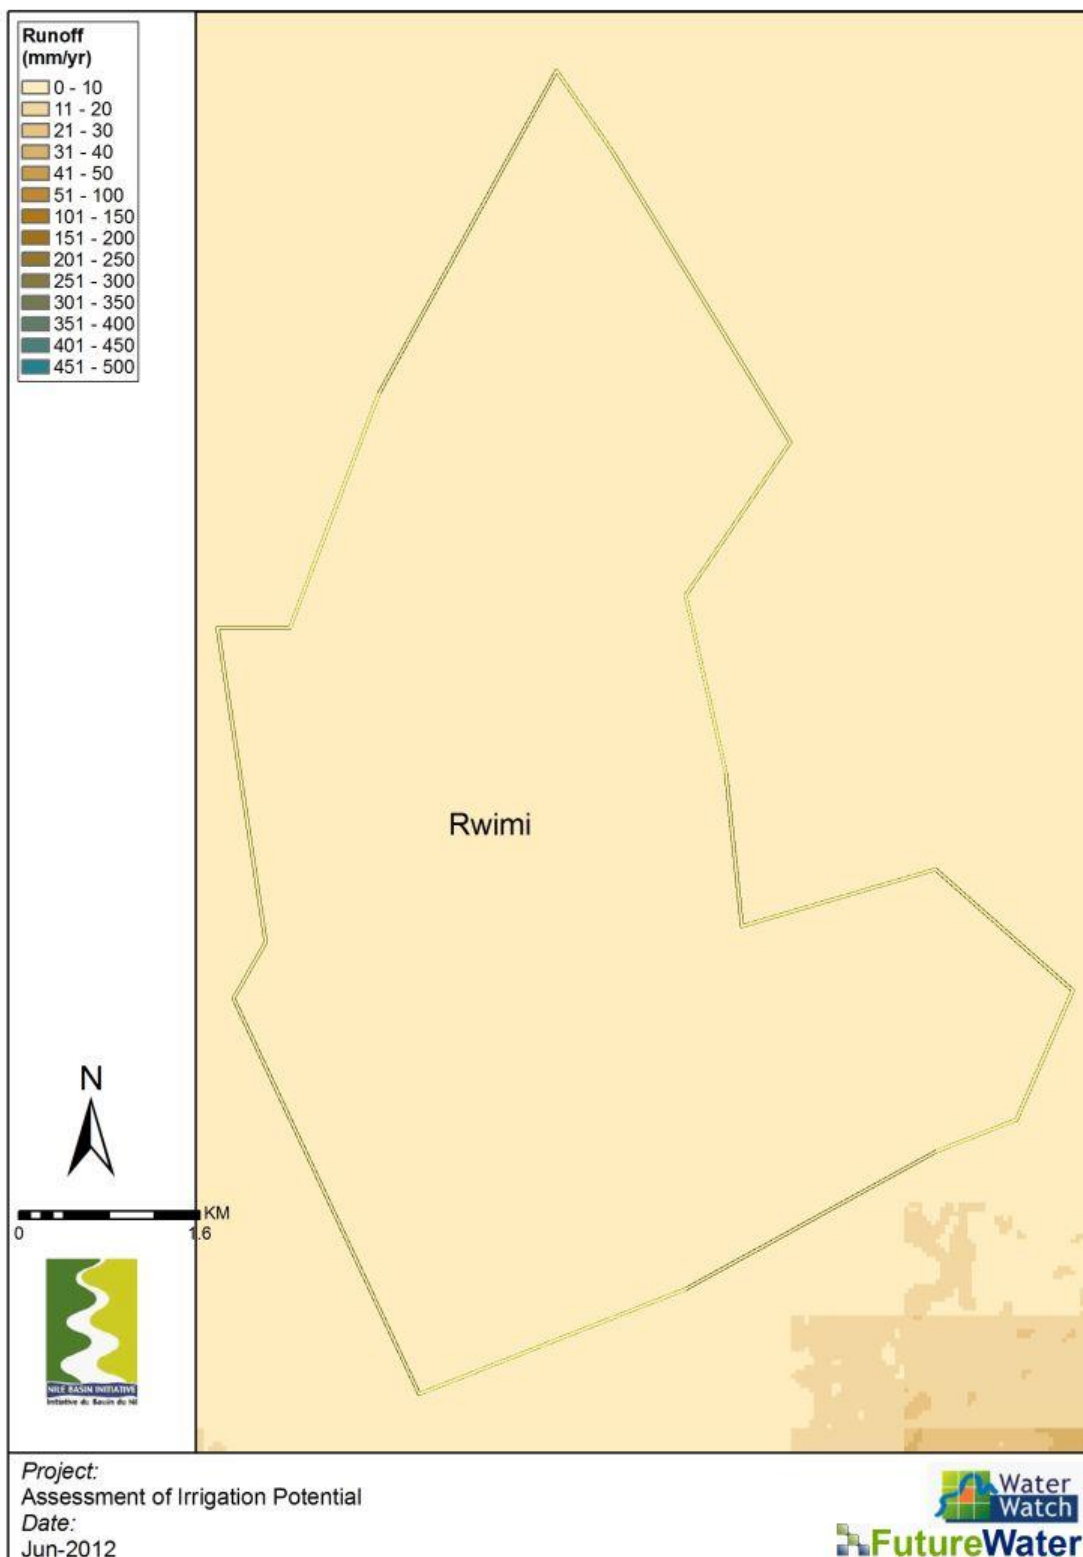 Runoff
(mm/yr)
0 - 10
11 - 20
21 - 30
31 - 40
41 - 50
51 - 100
101 - 150
151 - 200
201 - 250
251 - 300
301 - 350
351 - 400
401 - 450
451 - 500
Rwimi
N
KM
0 1.6
NILE BASIN INITIATIVE
Initiative du Bassin du Nil
Project:
Assessment of Irrigation Potential
Date:
Jun-2012
Water
Watch
FutureWater